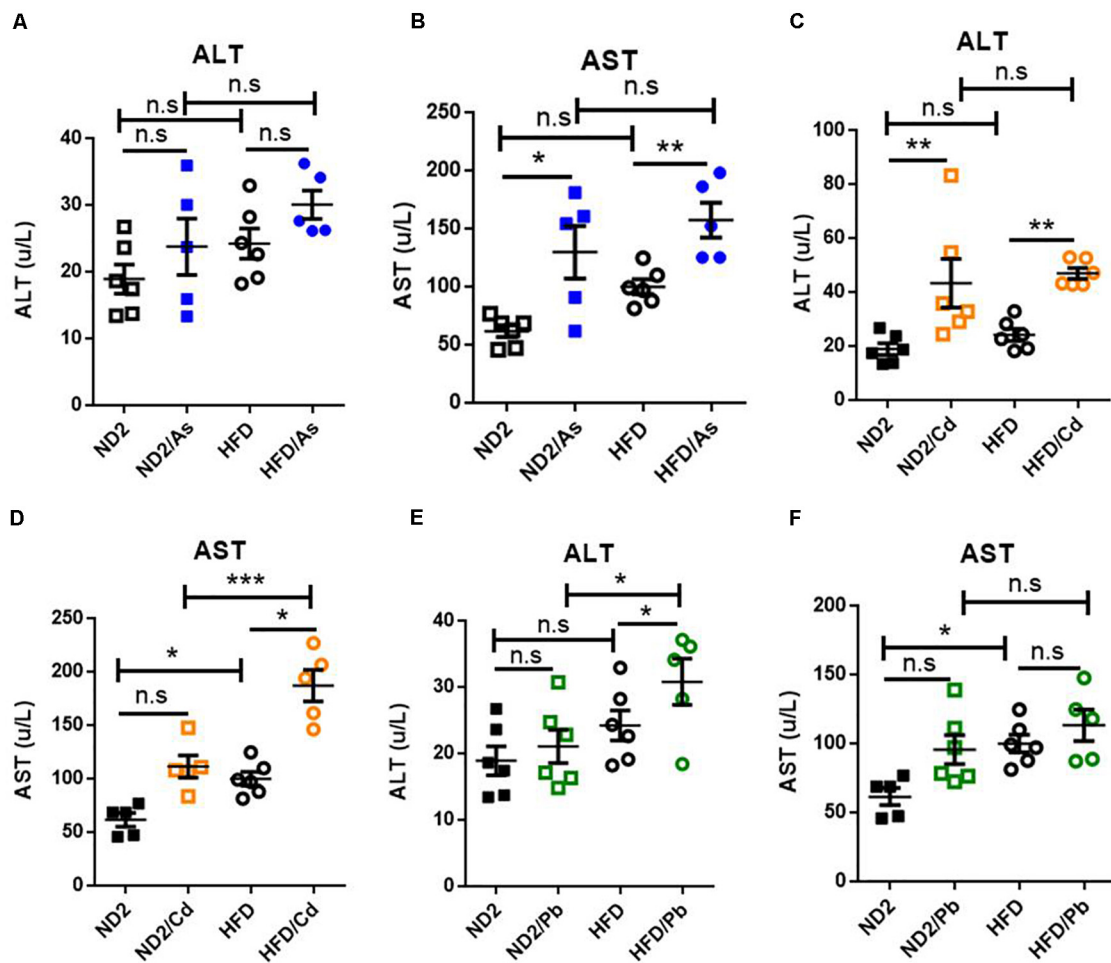 A
ALT
n.s
n.s
n.s
n.s
ALT (u/L)
40
30
20
10
0
ND2
ND2/As
HFD
HFD/As
B
AST
n.s
n.s
*
**
AST (u/L)
250
200
150
100
50
0
ND2
ND2/As
HFD
HFD/As
C
ALT
n.s
n.s
**
**
ALT (u/L)
100
80
60
40
20
0
ND2
ND2/Cd
HFD
HFD/Cd
D
AST
***
*
*
n.s
AST (u/L)
250
200
150
100
50
0
ND2
ND2/Cd
HFD
HFD/Cd
E
ALT
*
n.s
*
n.s
ALT (u/L)
40
30
20
10
0
ND2
ND2/Pb
HFD
HFD/Pb
F
AST
n.s
*
n.s
n.s
AST (u/L)
200
150
100
50
0
ND2
ND2/Pb
HFD
HFD/Pb